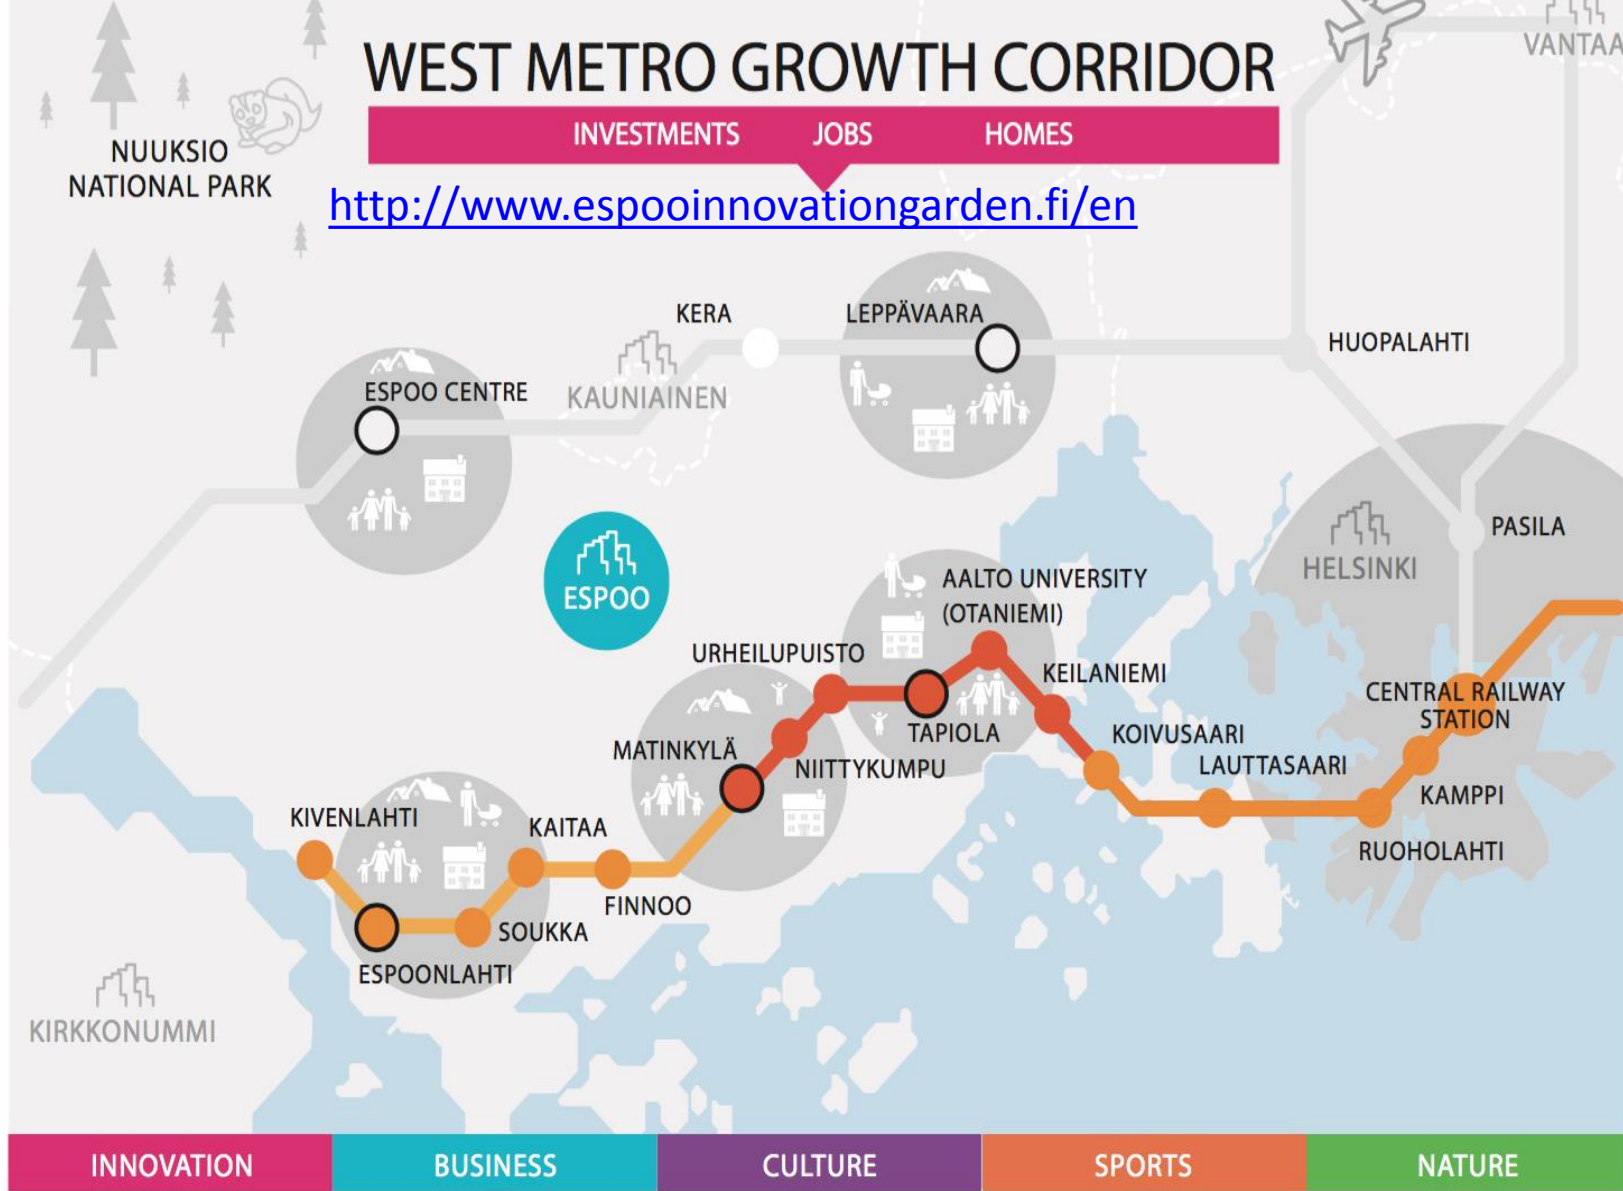 VANTAA
WEST METRO GROWTH CORRIDOR
INVESTMENTS JOBS HOMES
NUUKSIO
NATIONAL PARK
http://www.espooinnovationgarden.fi/en
KERA
LEPPÄVAARA
HUOPALAHTI
ESPOO CENTRE
KAUNIAINEN
PASILA
HELSINKI
ESPOO
AALTO UNIVERSITY
(OTANIEMI)
URHEILUPUISTO
KEILANIEMI
CENTRAL RAILWAY
STATION
TAPIOLA
KOIVUSAARI
MATINKYLÄ
NIITTYKUMPU
LAUTTASAARI
KAMPPI
KIVENLAHTI
KAITAA
RUOHOLAHTI
FINNOO
SOUKKA
ESPOONLAHTI
KIRKKONUMMI
INNOVATION BUSINESS CULTURE SPORTS NATURE